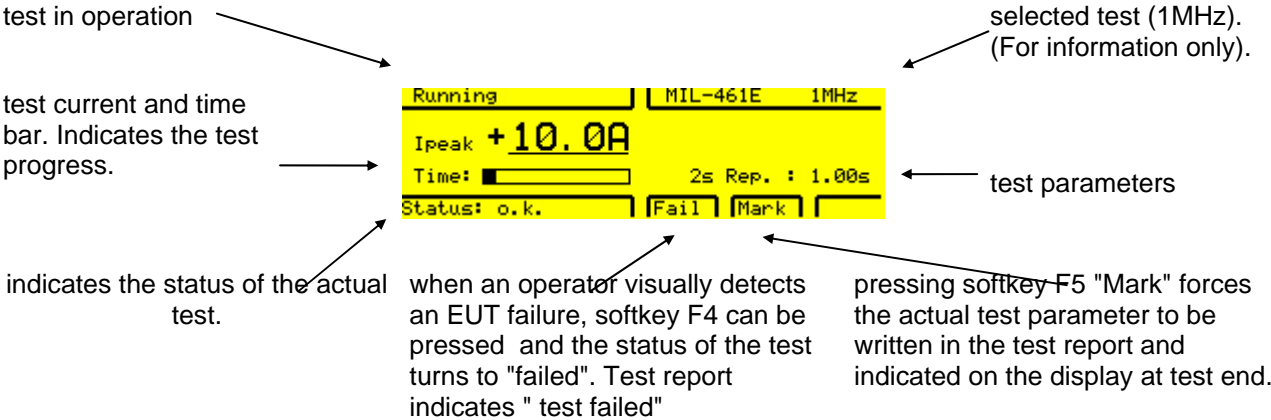 test in operation
selected test (1MHz).
(For information only).
test current and time
bar. Indicates the test
progress.
Running
MIL-461E 1MHz
Ipeak +10.0A
Time: 2s Rep. : 1.00s
Status: o.k. Fail Mark
test parameters
indicates the status of the actual
test.
when an operator visually detects
an EUT failure, softkey F4 can be
pressed and the status of the test
turns to "failed". Test report
indicates " test failed"
pressing softkey F5 "Mark" forces
the actual test parameter to be
written in the test report and
indicated on the display at test end.